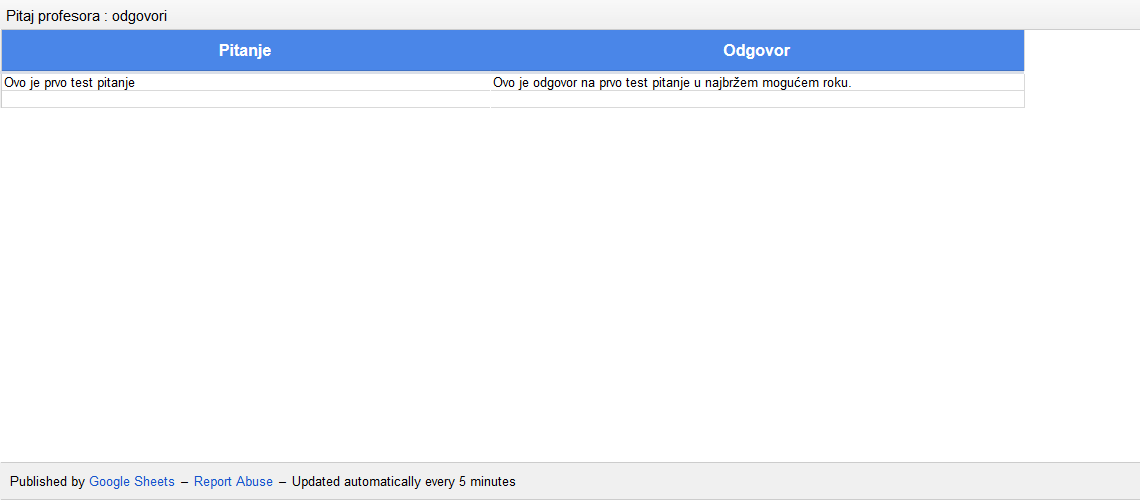 Pitaj profesora : odgovori
Pitanje Odgovor
Ovo je prvo test pitanje Ovo je odgovor na prvo test pitanje u najbržem mogućem roku.
Published by Google Sheets – Report Abuse – Updated automatically every 5 minutes